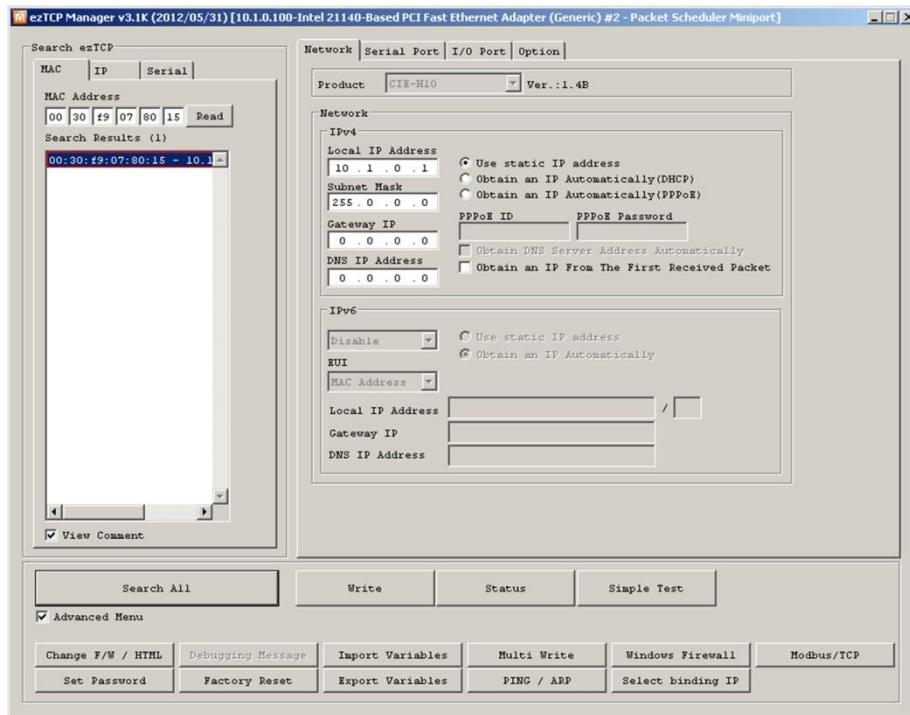 ezTCP Manager v3.1K (2012/05/31) [10.1.0.100-Intel 21140-Based PCI Fast Ethernet Adapter (Generic) #2 - Packet Scheduler Miniport]
Search ezTCP
MAC IP Serial
MAC Address
00 30 f9 07 80 15 Read
Search Results (1)
00:30:f9:07:80:15 - 10.1
View Comment
Network Serial Port I/O Port Option
Product CIE-H10 Ver.:1.4B
Network
IPv4
Local IP Address
10 . 1 . 0 . 1
Use static IP address
Obtain an IP Automatically(DHCP)
Subnet Mask
255 . 0 . 0 . 0
Obtain an IP Automatically(PPPoE)
PPPoE ID PPPoE Password
Gateway IP
0 . 0 . 0 . 0
Obtain DNS Server Address Automatically
DNS IP Address
0 . 0 . 0 . 0
Obtain an IP From The First Received Packet
IPv6
Disable
Use static IP address
Obtain an IP Automatically
EUI
MAC Address
Local IP Address /
Gateway IP
DNS IP Address
Search All Write Status Simple Test
Advanced Menu
Change F/W / HTML Debugging Message Import Variables Multi Write Windows Firewall Modbus/TCP
Set Password Factory Reset Export Variables PING / ARP Select binding IP